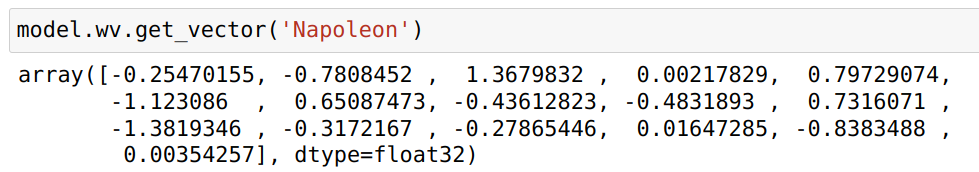 model.wv.get_vector('Napoleon')
array([-0.25470155, -0.7808452 ,  1.3679832 ,  0.00217829,  0.79729074,
       -1.123086  ,  0.65087473, -0.43612823, -0.4831893 ,  0.7316071 ,
       -1.3819346 , -0.3172167 , -0.27865446,  0.01647285, -0.8383488 ,
        0.00354257], dtype=float32)